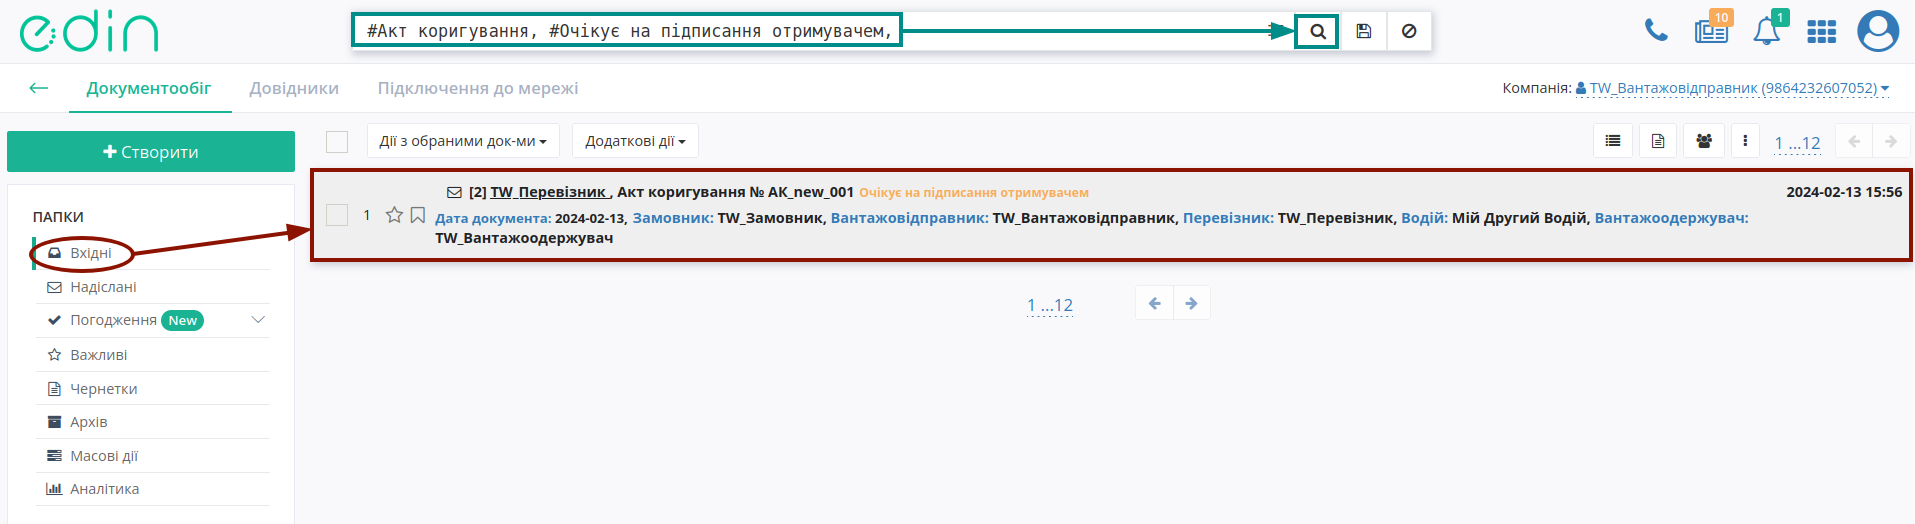 edin
#Акт коригування, #Очікує на підписання отримувачем,
10
1
Документообіг Довідники Підключення до мережі
Компанія: TW_Вантажовідправник (9864232607052)
Створити
Дії з обраними док-ми Додаткові дії
1 ...12
ПАПКИ
Вхідні
Надіслані
Погодження New
Важливі
Чернетки
Архів
Масові дії
Аналітика
[2] TW_Перевізник , Акт коригування № АК_new_001 Очікує на підписання отримувачем 2024-02-13 15:56
1 Дата документа: 2024-02-13, Замовник: TW_Замовник, Вантажовідправник: TW_Вантажовідправник, Перевізник: TW_Перевізник, Водій: Мій Другий Водій, Вантажоодержувач:
TW_Вантажоодержувач
1 ...12